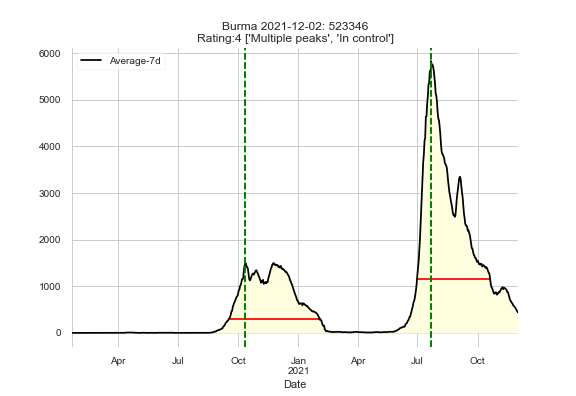 Burma 2021-12-02: 523346
Rating:4 ['Multiple peaks', 'In control']
Average-7d
6000
5000
4000
3000
2000
1000
0
Apr
Jul
Oct
Jan
2021
Apr
Jul
Oct
Date